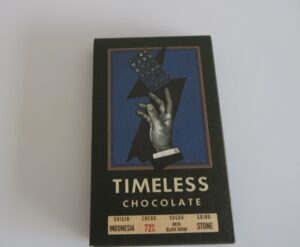 TIMELESS
CHOCOLATE
ORIGIN CACAO SUGAR GRIND
INDONESIA 72% BLACK SUGAR STONE